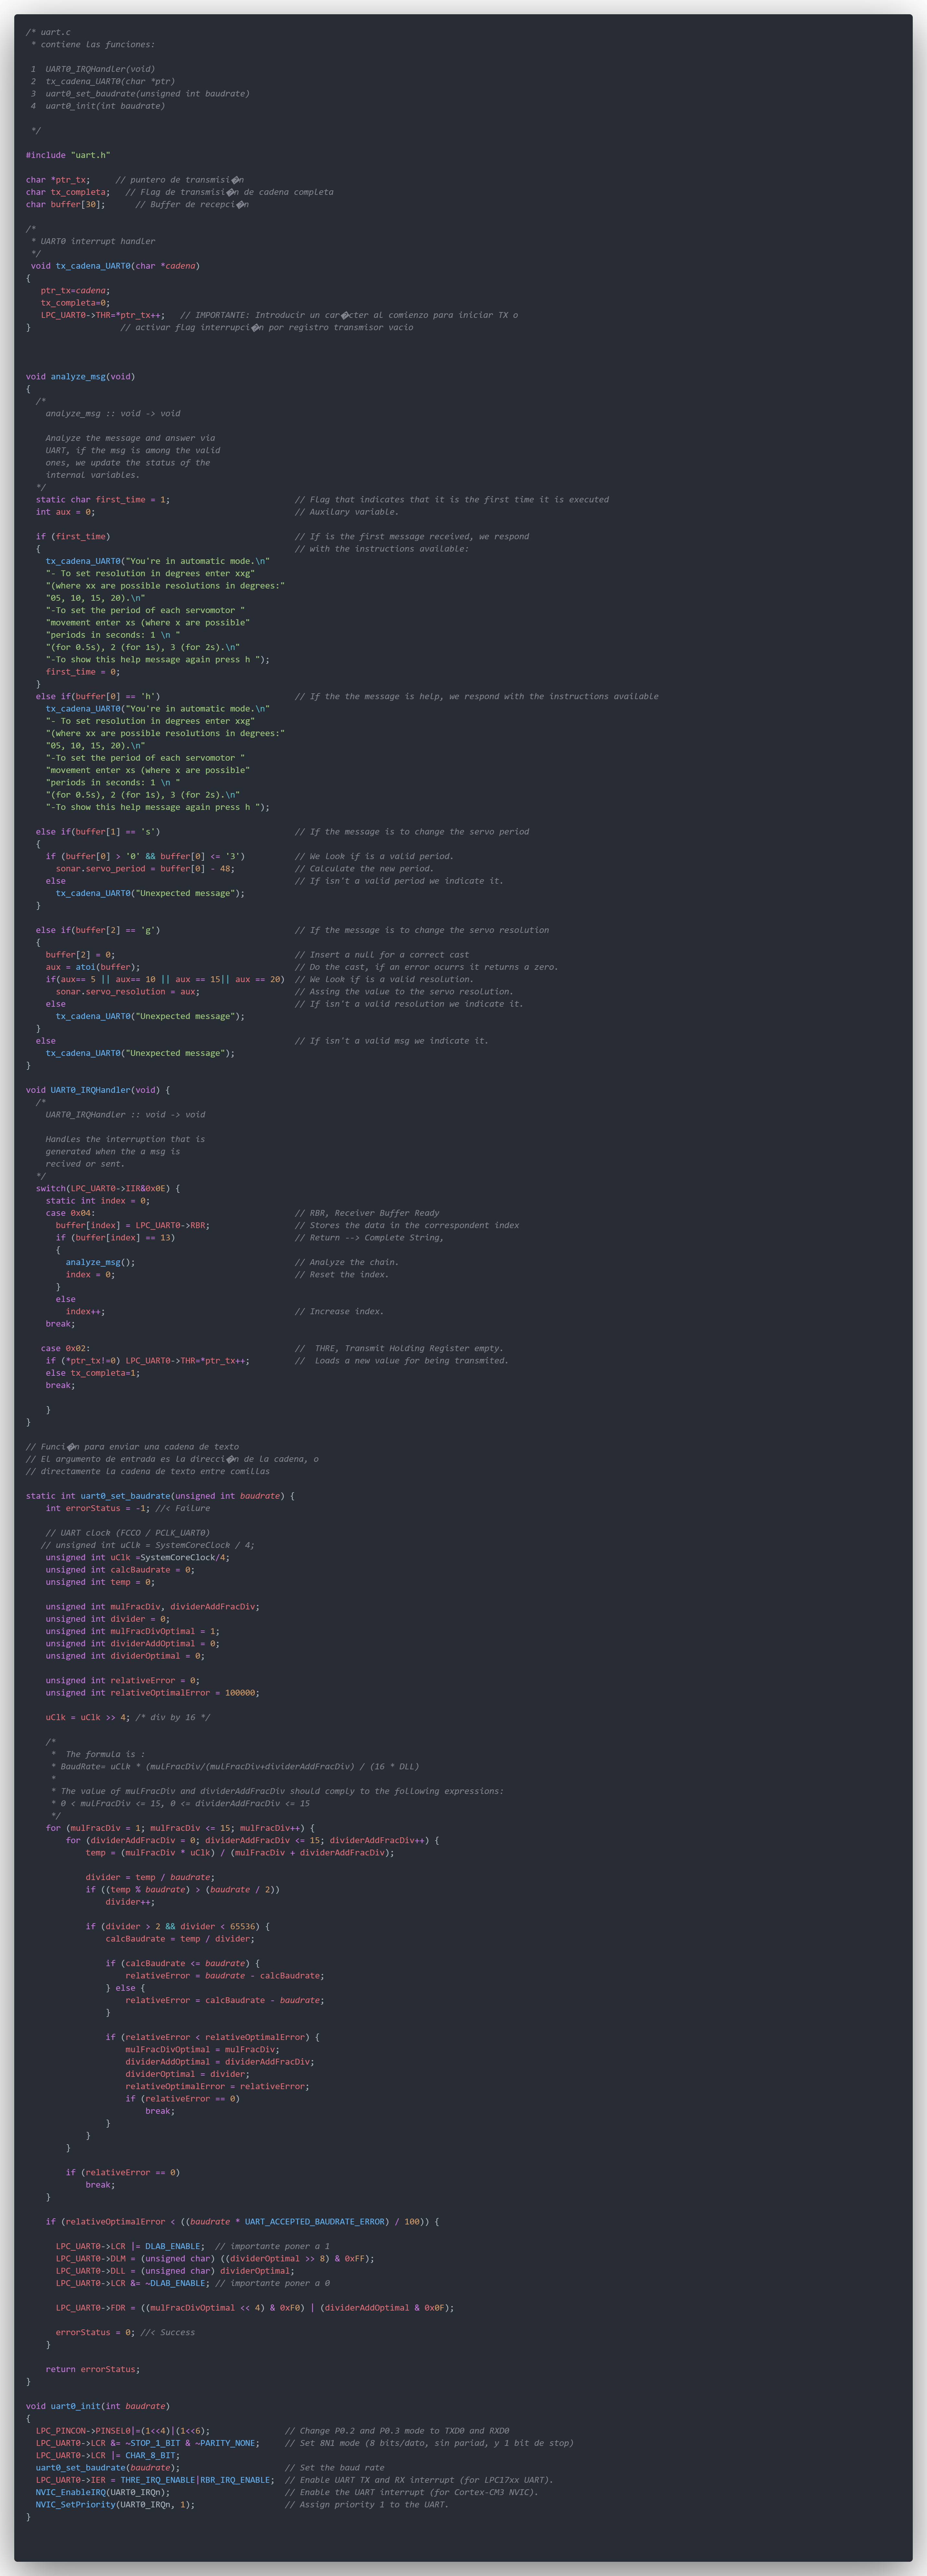 /* uart.c
 * contiene las funciones:

 1  UART0_IRQHandler(void)
 2  tx_cadena_UART0(char *ptr)
 3  uart0_set_baudrate(unsigned int baudrate)
 4  uart0_init(int baudrate)

 */

#include "uart.h"

char *ptr_tx;     // puntero de transmisi�n
char tx_completa;   // Flag de transmisi�n de cadena completa
char buffer[30];      // Buffer de recepci�n

/*
 * UART0 interrupt handler
 */
 void tx_cadena_UART0(char *cadena)
{
   ptr_tx=cadena;
   tx_completa=0;
   LPC_UART0->THR=*ptr_tx++;   // IMPORTANTE: Introducir un car�cter al comienzo para iniciar TX o
}                  // activar flag interrupci�n por registro transmisor vacio



void analyze_msg(void)
{
  /*
    analyze_msg :: void -> void

    Analyze the message and answer via
    UART, if the msg is among the valid
    ones, we update the status of the
    internal variables.
  */
  static char first_time = 1;                         // Flag that indicates that it is the first time it is executed
  int aux = 0;                                        // Auxilary variable.

  if (first_time)                                     // If is the first message received, we respond
  {                                                   // with the instructions available:
    tx_cadena_UART0("You're in automatic mode.\n"
    "- To set resolution in degrees enter xxg"
    "(where xx are possible resolutions in degrees:"
    "05, 10, 15, 20).\n"
    "-To set the period of each servomotor "
    "movement enter xs (where x are possible"
    "periods in seconds: 1 \n "
    "(for 0.5s), 2 (for 1s), 3 (for 2s).\n"
    "-To show this help message again press h ");
    first_time = 0;
  }
  else if(buffer[0] == 'h')                           // If the the message is help, we respond with the instructions available
    tx_cadena_UART0("You're in automatic mode.\n"
    "- To set resolution in degrees enter xxg"
    "(where xx are possible resolutions in degrees:"
    "05, 10, 15, 20).\n"
    "-To set the period of each servomotor "
    "movement enter xs (where x are possible"
    "periods in seconds: 1 \n "
    "(for 0.5s), 2 (for 1s), 3 (for 2s).\n"
    "-To show this help message again press h ");

  else if(buffer[1] == 's')                           // If the message is to change the servo period
  {
    if (buffer[0] > '0' && buffer[0] <= '3')          // We look if is a valid period.
      sonar.servo_period = buffer[0] - 48;            // Calculate the new period.
    else                                              // If isn't a valid period we indicate it.
      tx_cadena_UART0("Unexpected message");
  }

  else if(buffer[2] == 'g')                           // If the message is to change the servo resolution
  {
    buffer[2] = 0;                                    // Insert a null for a correct cast
    aux = atoi(buffer);                               // Do the cast, if an error ocurrs it returns a zero.
    if(aux== 5 || aux== 10 || aux == 15|| aux == 20)  // We look if is a valid resolution.
      sonar.servo_resolution = aux;                   // Assing the value to the servo resolution.
    else                                              // If isn't a valid resolution we indicate it.
      tx_cadena_UART0("Unexpected message");
  }
  else                                                // If isn't a valid msg we indicate it.
    tx_cadena_UART0("Unexpected message");
}

void UART0_IRQHandler(void) {
  /*
    UART0_IRQHandler :: void -> void

    Handles the interruption that is
    generated when the a msg is
    recived or sent.
  */
  switch(LPC_UART0->IIR&0x0E) {
    static int index = 0;
    case 0x04:                                        // RBR, Receiver Buffer Ready
      buffer[index] = LPC_UART0->RBR;                 // Stores the data in the correspondent index
      if (buffer[index] == 13)                        // Return --> Complete String,
      {
        analyze_msg();                                // Analyze the chain.
        index = 0;                                    // Reset the index.
      }
      else
        index++;                                      // Increase index.
    break;

   case 0x02:                                         //  THRE, Transmit Holding Register empty.
    if (*ptr_tx!=0) LPC_UART0->THR=*ptr_tx++;         //  Loads a new value for being transmited.
    else tx_completa=1;
    break;

    }
}

// Funci�n para enviar una cadena de texto
// El argumento de entrada es la direcci�n de la cadena, o
// directamente la cadena de texto entre comillas

static int uart0_set_baudrate(unsigned int baudrate) {
    int errorStatus = -1; //< Failure

    // UART clock (FCCO / PCLK_UART0)
   // unsigned int uClk = SystemCoreClock / 4;
    unsigned int uClk =SystemCoreClock/4;
    unsigned int calcBaudrate = 0;
    unsigned int temp = 0;

    unsigned int mulFracDiv, dividerAddFracDiv;
    unsigned int divider = 0;
    unsigned int mulFracDivOptimal = 1;
    unsigned int dividerAddOptimal = 0;
    unsigned int dividerOptimal = 0;

    unsigned int relativeError = 0;
    unsigned int relativeOptimalError = 100000;

    uClk = uClk >> 4; /* div by 16 */

    /*
     *  The formula is :
     * BaudRate= uClk * (mulFracDiv/(mulFracDiv+dividerAddFracDiv) / (16 * DLL)
     *
     * The value of mulFracDiv and dividerAddFracDiv should comply to the following expressions:
     * 0 < mulFracDiv <= 15, 0 <= dividerAddFracDiv <= 15
     */
    for (mulFracDiv = 1; mulFracDiv <= 15; mulFracDiv++) {
        for (dividerAddFracDiv = 0; dividerAddFracDiv <= 15; dividerAddFracDiv++) {
            temp = (mulFracDiv * uClk) / (mulFracDiv + dividerAddFracDiv);

            divider = temp / baudrate;
            if ((temp % baudrate) > (baudrate / 2))
                divider++;

            if (divider > 2 && divider < 65536) {
                calcBaudrate = temp / divider;

                if (calcBaudrate <= baudrate) {
                    relativeError = baudrate - calcBaudrate;
                } else {
                    relativeError = calcBaudrate - baudrate;
                }

                if (relativeError < relativeOptimalError) {
                    mulFracDivOptimal = mulFracDiv;
                    dividerAddOptimal = dividerAddFracDiv;
                    dividerOptimal = divider;
                    relativeOptimalError = relativeError;
                    if (relativeError == 0)
                        break;
                }
            }
        }

        if (relativeError == 0)
            break;
    }

    if (relativeOptimalError < ((baudrate * UART_ACCEPTED_BAUDRATE_ERROR) / 100)) {

      LPC_UART0->LCR |= DLAB_ENABLE;  // importante poner a 1
      LPC_UART0->DLM = (unsigned char) ((dividerOptimal >> 8) & 0xFF);
      LPC_UART0->DLL = (unsigned char) dividerOptimal;
      LPC_UART0->LCR &= ~DLAB_ENABLE; // importante poner a 0

      LPC_UART0->FDR = ((mulFracDivOptimal << 4) & 0xF0) | (dividerAddOptimal & 0x0F);

      errorStatus = 0; //< Success
    }

    return errorStatus;
}

void uart0_init(int baudrate)
{
  LPC_PINCON->PINSEL0|=(1<<4)|(1<<6);               // Change P0.2 and P0.3 mode to TXD0 and RXD0
  LPC_UART0->LCR &= ~STOP_1_BIT & ~PARITY_NONE;     // Set 8N1 mode (8 bits/dato, sin pariad, y 1 bit de stop)
  LPC_UART0->LCR |= CHAR_8_BIT;
  uart0_set_baudrate(baudrate);                     // Set the baud rate
  LPC_UART0->IER = THRE_IRQ_ENABLE|RBR_IRQ_ENABLE;  // Enable UART TX and RX interrupt (for LPC17xx UART).
  NVIC_EnableIRQ(UART0_IRQn);                       // Enable the UART interrupt (for Cortex-CM3 NVIC).
  NVIC_SetPriority(UART0_IRQn, 1);                  // Assign priority 1 to the UART.
}